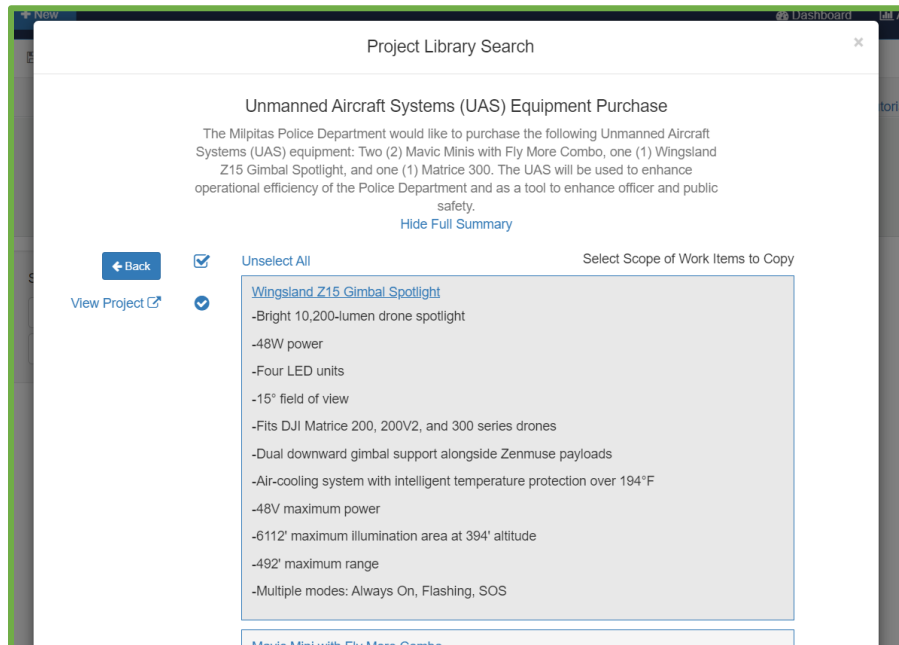 + New
Dashboard
Project Library Search
×
Unmanned Aircraft Systems (UAS) Equipment Purchase
The Milpitas Police Department would like to purchase the following Unmanned Aircraft
Systems (UAS) equipment: Two (2) Mavic Minis with Fly More Combo, one (1) Wingsland
Z15 Gimbal Spotlight, and one (1) Matrice 300. The UAS will be used to enhance
operational efficiency of the Police Department and as a tool to enhance officer and public
safety.
Hide Full Summary
Back
Unselect All
Select Scope of Work Items to Copy
View Project
Wingsland Z15 Gimbal Spotlight
-Bright 10,200-lumen drone spotlight
-48W power
-Four LED units
-15° field of view
-Fits DJI Matrice 200, 200V2, and 300 series drones
-Dual downward gimbal support alongside Zenmuse payloads
-Air-cooling system with intelligent temperature protection over 194°F
-48V maximum power
-6112' maximum illumination area at 394' altitude
-492' maximum range
-Multiple modes: Always On, Flashing, SOS
Mavic Mini with Fly More Combo